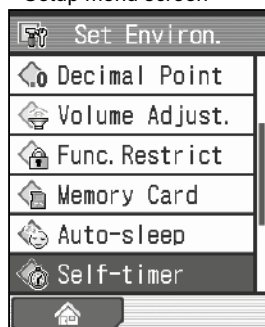 Setup menu screen
Set Environ.
Decimal Point
Volume Adjust.
Func.Restrict
Memory Card
Auto-sleep
Self-timer